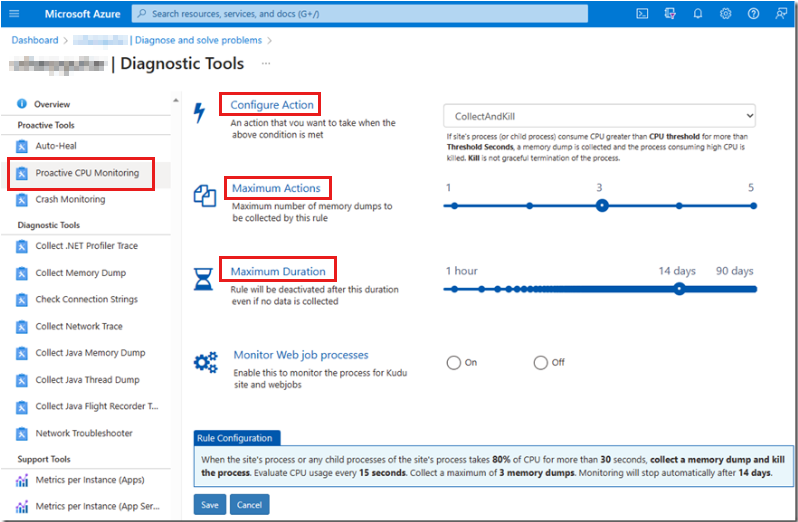 Microsoft Azure
Search resources, services, and docs (G+/)
Dashboard > | Diagnose and solve problems >
| Diagnostic Tools ...
Overview
Proactive Tools
Auto-Heal
Proactive CPU Monitoring
Crash Monitoring
Diagnostic Tools
Collect .NET Profiler Trace
Collect Memory Dump
Check Connection Strings
Collect Network Trace
Collect Java Memory Dump
Collect Java Thread Dump
Collect Java Flight Recorder T...
Network Troubleshooter
Support Tools
Metrics per Instance (Apps)
Metrics per Instance (App Ser...
Configure Action
An action that you want to take when the
above condition is met
CollectAndKill
If site's process (or child process) consume CPU greater than CPU threshold for more than
Threshold Seconds, a memory dump is collected and the process consuming high CPU is
killed. Kill is not graceful termination of the process.
Maximum Actions
Maximum number of memory dumps to
be collected by this rule
1 3 5
Maximum Duration
Rule will be deactivated after this duration
even if no data is collected
1 hour 14 days 90 days
Monitor Web job processes
Enable this to monitor the process for Kudu
site and webjobs
On Off
Rule Configuration
When the site's process or any child processes of the site's process takes 80% of CPU for more than 30 seconds, collect a memory dump and kill
the process. Evaluate CPU usage every 15 seconds. Collect a maximum of 3 memory dumps. Monitoring will stop automatically after 14 days.
Save Cancel